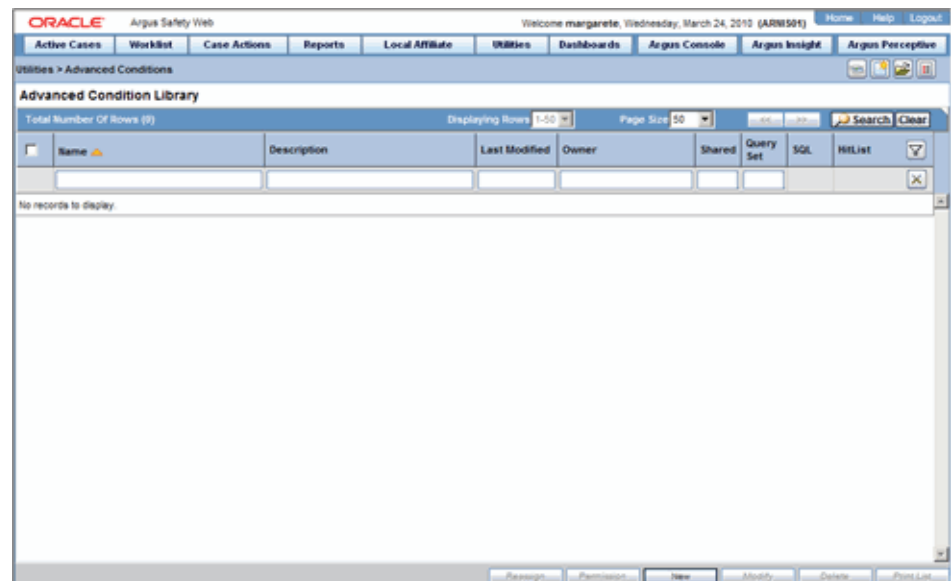 ORACLE Argus Safety Web Welcome margarete, Wednesday, March 24, 2010 (ARMS01) Home Help Logout
Active Cases Worklist Case Actions Reports Local Affiliate Utilities Dashboards Argus Console Argus Insight Argus Perceptive
Utilities > Advanced Conditions
Advanced Condition Library
Total Number Of Rows (0) Displaying Rows 1-50 Page Size 50 << >> Search Clear
Name Description Last Modified Owner Shared Query Set SQL HitList
No records to display.
Reassign Permission New Modify Delete Print List